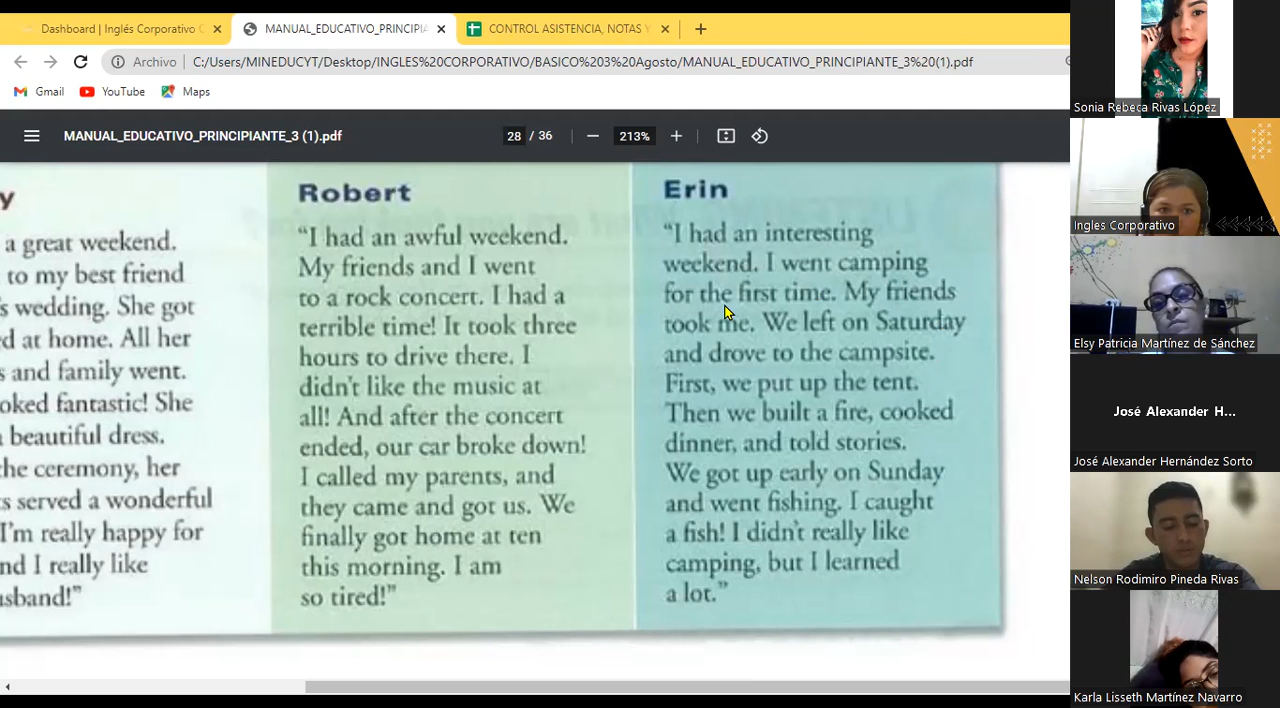 Dashboard | Inglés Corporativo
MANUAL_EDUCATIVO_PRINCIPIA
CONTROL ASISTENCIA, NOTAS Y
Archivo
C:/Users/MINEDUCYT/Desktop/INGLES%20CORPORATIVO/BASICO%203%20Agosto/MANUAL_EDUCATIVO_PRINCIPIANTE_3%20(1).pdf
Gmail
YouTube
Maps
MANUAL_EDUCATIVO_PRINCIPIANTE_3 (1).pdf
28 / 36
213%
y
a great weekend.
to my best friend
's wedding. She got
d at home. All her
s and family went.
oked fantastic! She
a beautiful dress.
he ceremony, her
ts served a wonderful
I'm really happy for
nd I really like
usband!"
Robert
"I had an awful weekend.
My friends and I went
to a rock concert. I had a
terrible time! It took three
hours to drive there. I
didn't like the music at
all! And after the concert
ended, our car broke down!
I called my parents, and
they came and got us. We
finally got home at ten
this morning. I am
so tired!"
Erin
"I had an interesting
weekend. I went camping
for the first time. My friends
took me. We left on Saturday
and drove to the campsite.
First, we put up the tent.
Then we built a fire, cooked
dinner, and told stories.
We got up early on Sunday
and went fishing. I caught
a fish! I didn't really like
camping, but I learned
a lot."
Sonia Rebeca Rivas López
Ingles Corporativo
Elsy Patricia Martínez de Sánchez
José Alexander H...
José Alexander Hernández Sorto
Nelson Rodimiro Pineda Rivas
Karla Lisseth Martínez Navarro